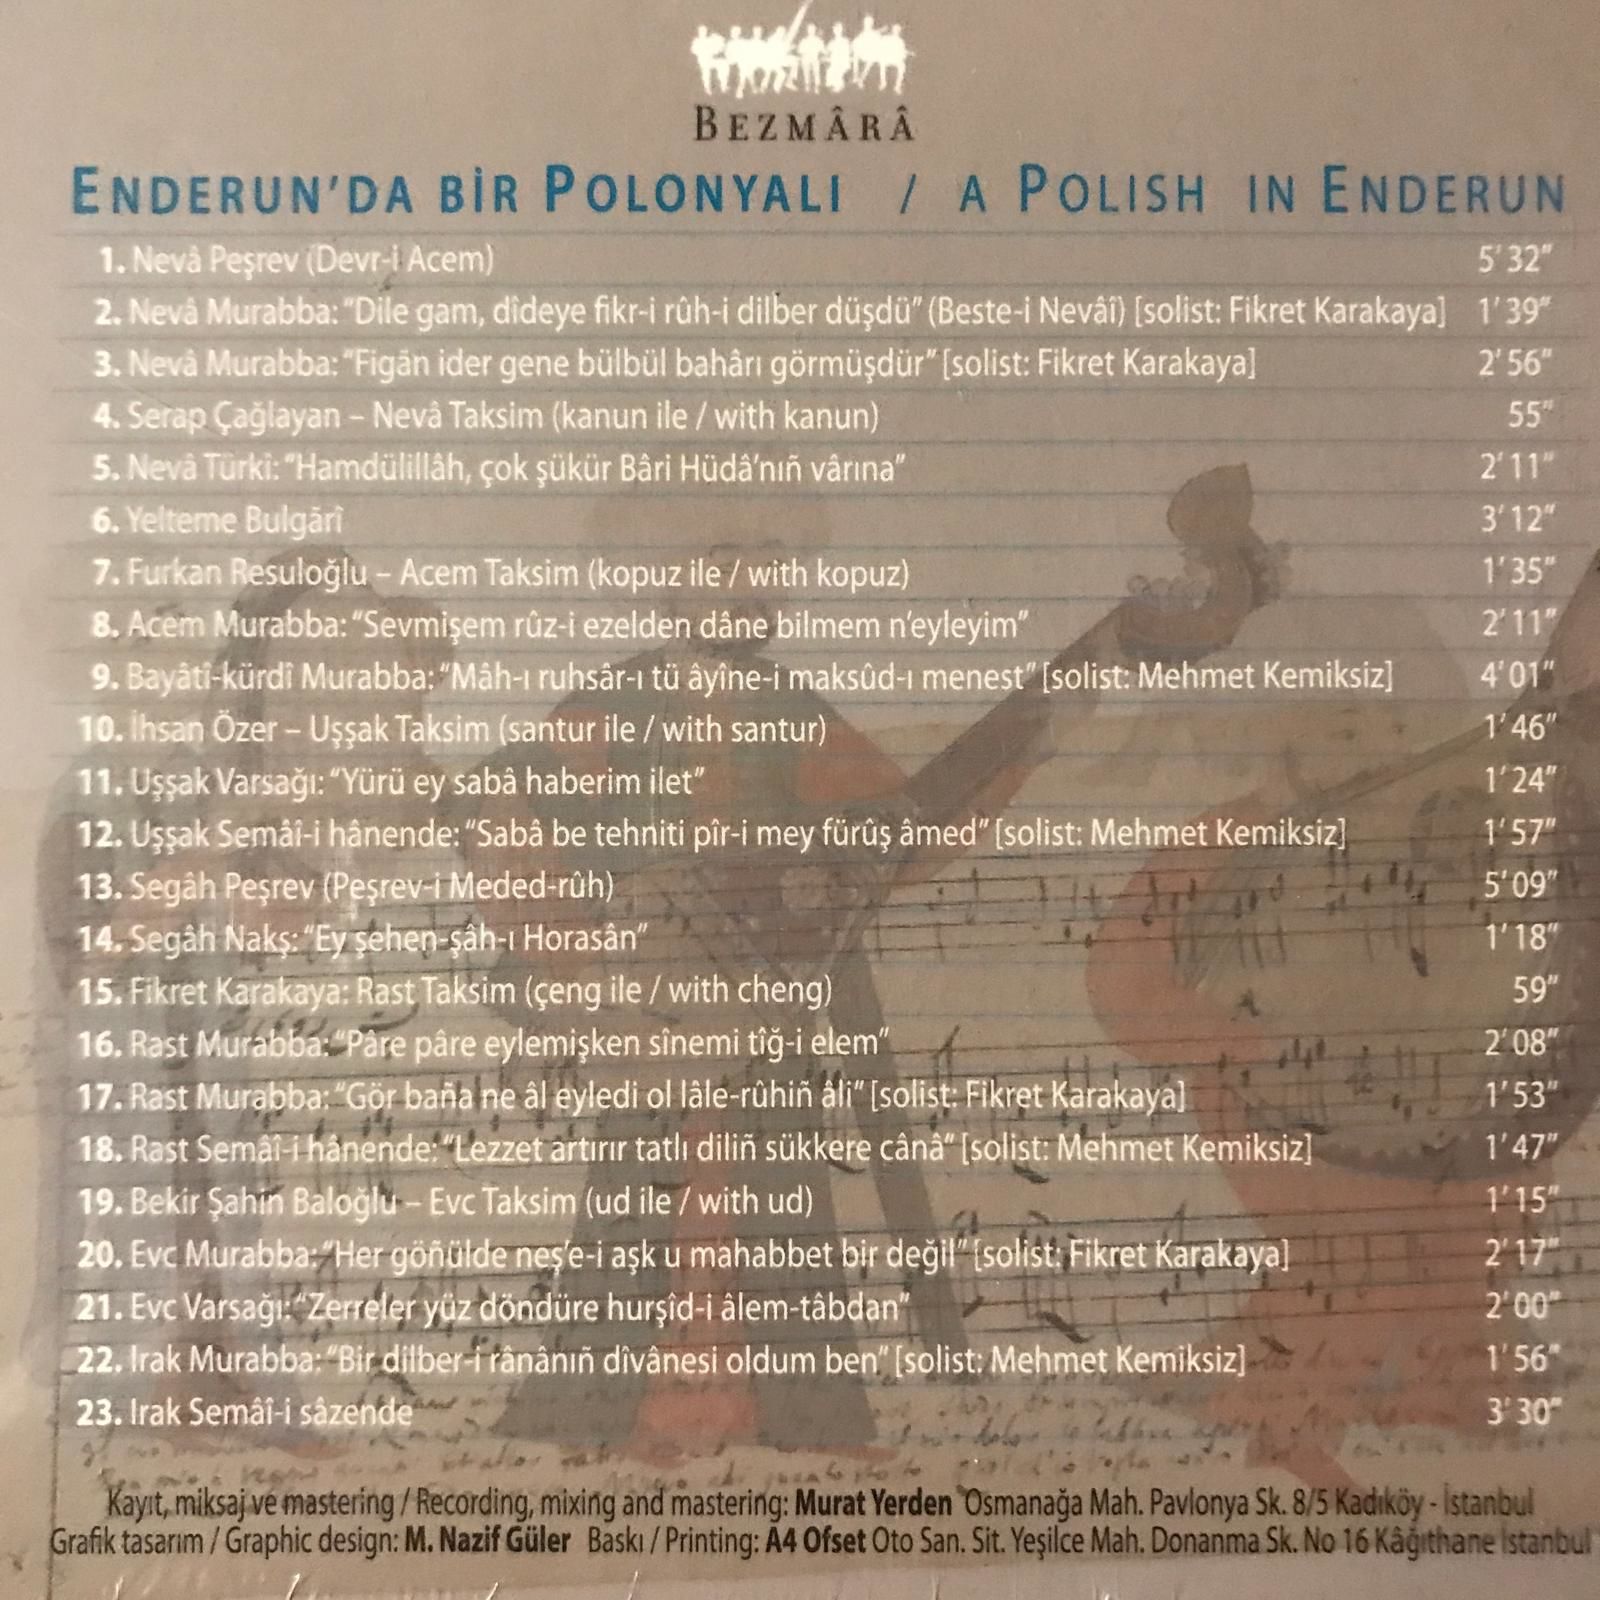 BEZMÂRÂ
ENDERUN'DA BİR POLONYALI / A POLISH IN ENDERUN
1. Nevâ Peşrev (Devr-i Acem) 5'32"
2. Nevâ Murabba: "Dile gam, dîdeye fikr-i rûh-i dilber düşdü" (Beste-i Nevâî) [solist: Fikret Karakaya] 1'39"
3. Nevâ Murabba: "Figân ider gene bülbül bahârı görmüşdür" [solist: Fikret Karakaya] 2'56"
4. Serap Çağlayan – Nevâ Taksim (kanun ile / with kanun) 55"
5. Nevâ Türkî: "Hamdülillâh, çok şükür Bâri Hüdâ'nıñ vârına" 2'11"
6. Yelteme Bulgârî 3'12"
7. Furkan Resuloğlu – Acem Taksim (kopuz ile / with kopuz) 1'35"
8. Acem Murabba: "Sevmişem rûz-i ezelden dâne bilmem n'eyleyim" 2'11"
9. Bayâtî-kürdî Murabba: "Mâh-ı ruhsâr-ı tü âyîne-i maksûd-ı menest" [solist: Mehmet Kemiksiz] 4'01"
10. İhsan Özer – Uşşak Taksim (santur ile / with santur) 1'46"
11. Uşşak Varsağı: "Yürü ey sabâ haberim ilet" 1'24"
12. Uşşak Semâî-i hânende: "Sabâ be tehniti pîr-i mey fürûş âmed" [solist: Mehmet Kemiksiz] 1'57"
13. Segâh Peşrev (Peşrev-i Meded-rûh) 5'09"
14. Segâh Nakş: "Ey şehen-şâh-ı Horasân" 1'18"
15. Fikret Karakaya: Rast Taksim (çeng ile / with cheng) 59"
16. Rast Murabba: "Pâre pâre eylemişken sînemi tîğ-i elem" 2'08"
17. Rast Murabba: "Gör baña ne âl eyledi ol lâle-rûhiñ âli" [solist: Fikret Karakaya] 1'53"
18. Rast Semâî-i hânende: "Lezzet artırır tatlı diliñ sükkere cânâ" [solist: Mehmet Kemiksiz] 1'47"
19. Bekir Şahin Baloğlu – Evc Taksim (ud ile / with ud) 1'15"
20. Evc Murabba: "Her göñülde neş'e-i aşk u mahabbet bir değil" [solist: Fikret Karakaya] 2'17"
21. Evc Varsağı: "Zerreler yüz döndüre hurşîd-i âlem-tâbdan" 2'00"
22. Irak Murabba: "Bir dilber-i rânânıñ dîvânesi oldum ben" [solist: Mehmet Kemiksiz] 1'56"
23. Irak Semâî-i sâzende 3'30"
Kayıt, miksaj ve mastering / Recording, mixing and mastering: Murat Yerden Osmanağa Mah. Pavlonya Sk. 8/5 Kadıköy - İstanbul
Grafik tasarım / Graphic design: M. Nazif Güler Baskı / Printing: A4 Ofset Oto San. Sit. Yeşilce Mah. Donanma Sk. No 16 Kâğıthane İstanbul